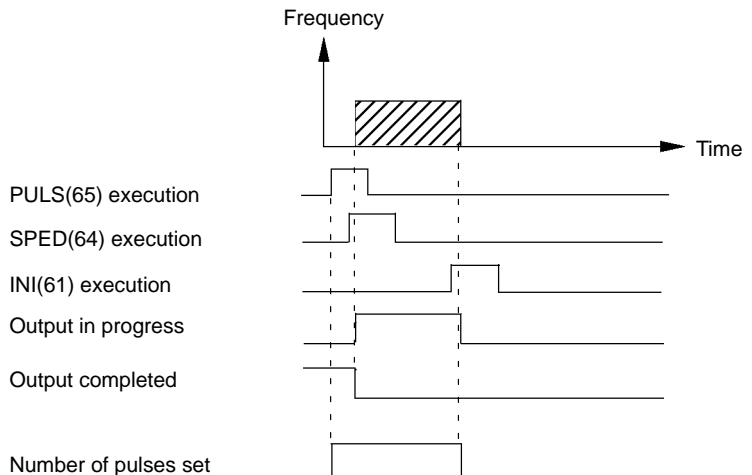 Frequency
Time
PULS(65) execution
SPED(64) execution
INI(61) execution
Output in progress
Output completed
Number of pulses set